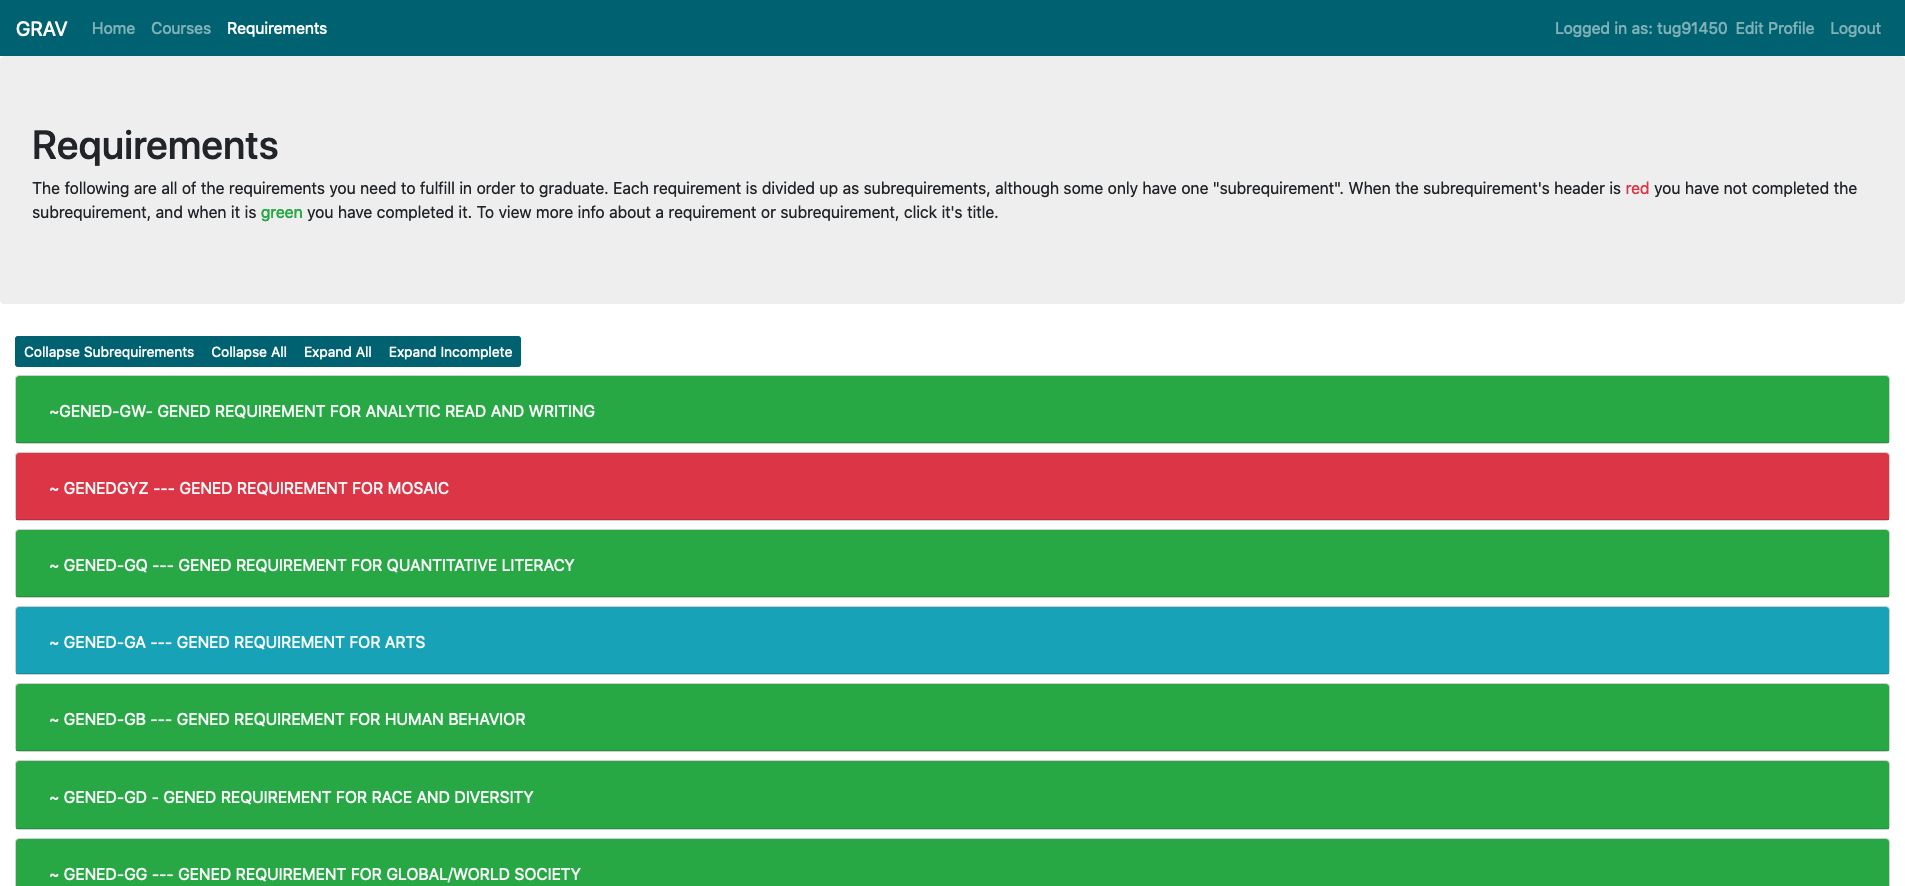 GRAV Home Courses Requirements Logged in as: tug91450 Edit Profile Logout
Requirements
The following are all of the requirements you need to fulfill in order to graduate. Each requirement is divided up as subrequirements, although some only have one "subrequirement". When the subrequirement's header is red you have not completed the
subrequirement, and when it is green you have completed it. To view more info about a requirement or subrequirement, click it's title.
Collapse Subrequirements Collapse All Expand All Expand Incomplete
~GENED-GW- GENED REQUIREMENT FOR ANALYTIC READ AND WRITING
~ GENEDGYZ --- GENED REQUIREMENT FOR MOSAIC
~ GENED-GQ --- GENED REQUIREMENT FOR QUANTITATIVE LITERACY
~ GENED-GA --- GENED REQUIREMENT FOR ARTS
~ GENED-GB --- GENED REQUIREMENT FOR HUMAN BEHAVIOR
~ GENED-GD - GENED REQUIREMENT FOR RACE AND DIVERSITY
~ GENED-GG --- GENED REQUIREMENT FOR GLOBAL/WORLD SOCIETY